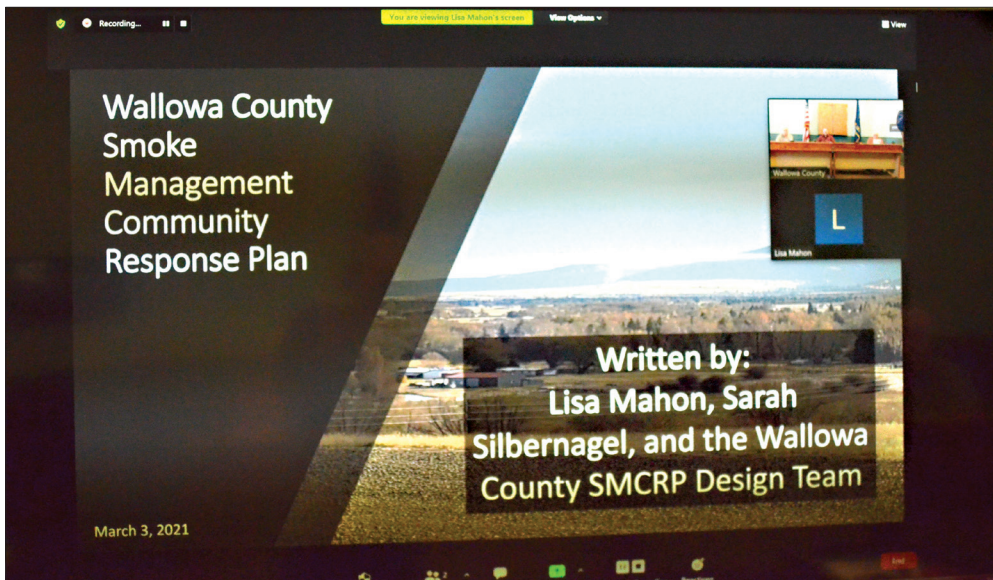 Recording...
You are viewing Lisa Mahon's screen
View Options
View
Wallowa County
Smoke
Management
Community
Response Plan
Wallowa County
L
Lisa Mahon
Written by:
Lisa Mahon, Sarah
Silbernagel, and the Wallowa
County SMCRP Design Team
March 3, 2021
2
End